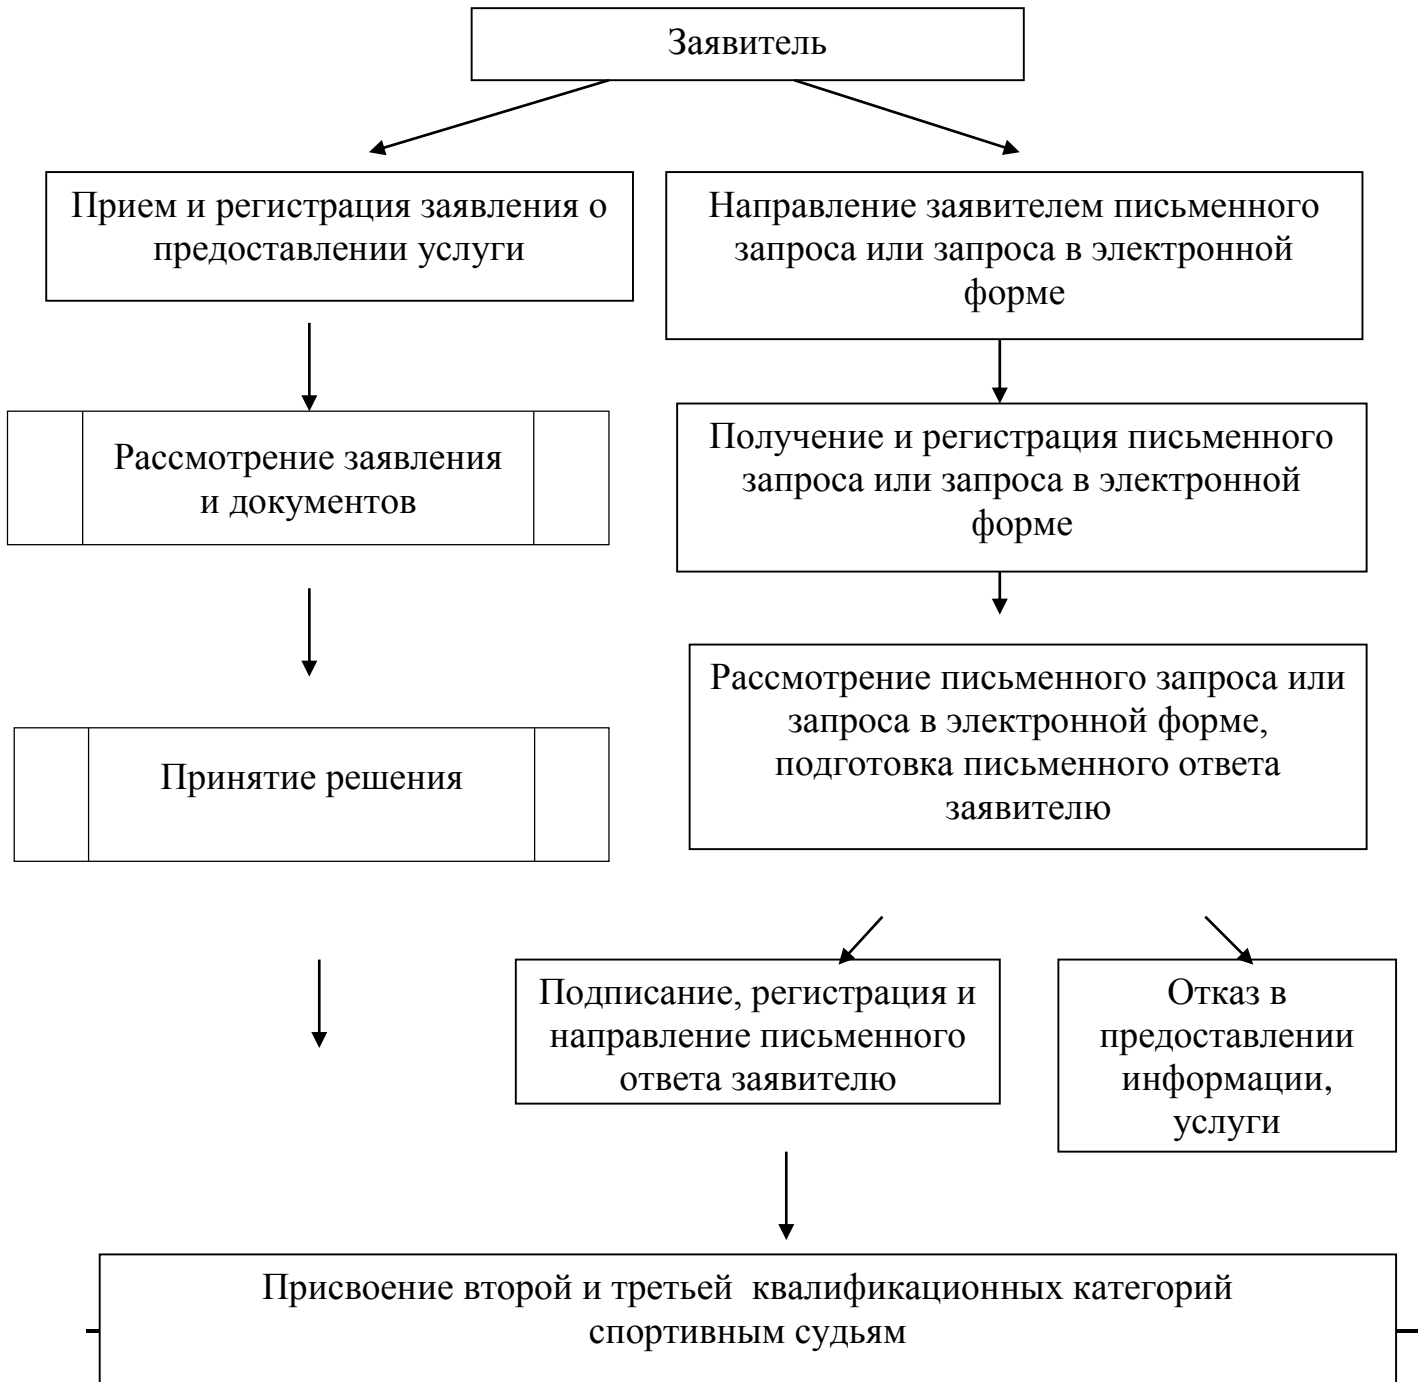 Заявитель
Прием и регистрация заявления о
предоставлении услуги
Направление заявителем письменного
запроса или запроса в электронной
форме
Рассмотрение заявления
и документов
Получение и регистрация письменного
запроса или запроса в электронной
форме
Рассмотрение письменного запроса или
запроса в электронной форме,
подготовка письменного ответа
заявителю
Принятие решения
Подписание, регистрация и
направление письменного
ответа заявителю
Отказ в
предоставлении
информации,
услуги
Присвоение второй и третьей  квалификационных категорий
спортивным судьям